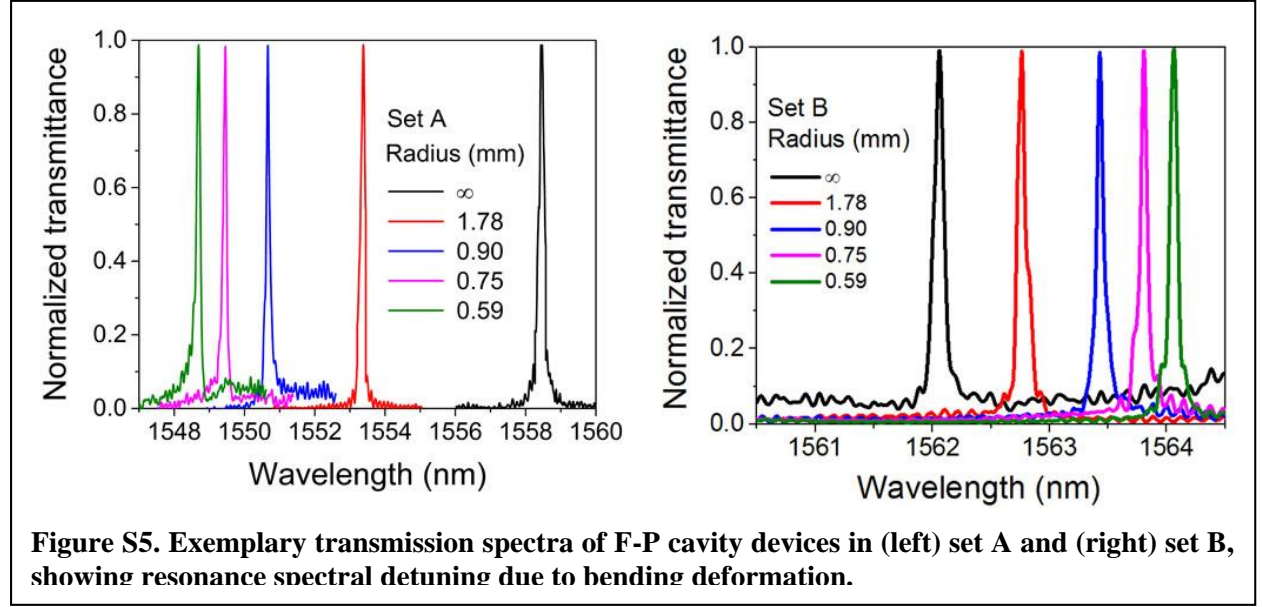 Normalized transmittance
1.0
0.8
0.6
0.4
0.2
0.0
Set A
Radius (mm)
∞
1.78
0.90
0.75
0.59
1548 1550 1552 1554 1556 1558 1560
Wavelength (nm)
Normalized transmittance
1.0
0.8
0.6
0.4
0.2
0.0
Set B
Radius (mm)
∞
1.78
0.90
0.75
0.59
1561 1562 1563 1564
Wavelength (nm)
Figure S5. Exemplary transmission spectra of F-P cavity devices in (left) set A and (right) set B,
showing resonance spectral detuning due to bending deformation.